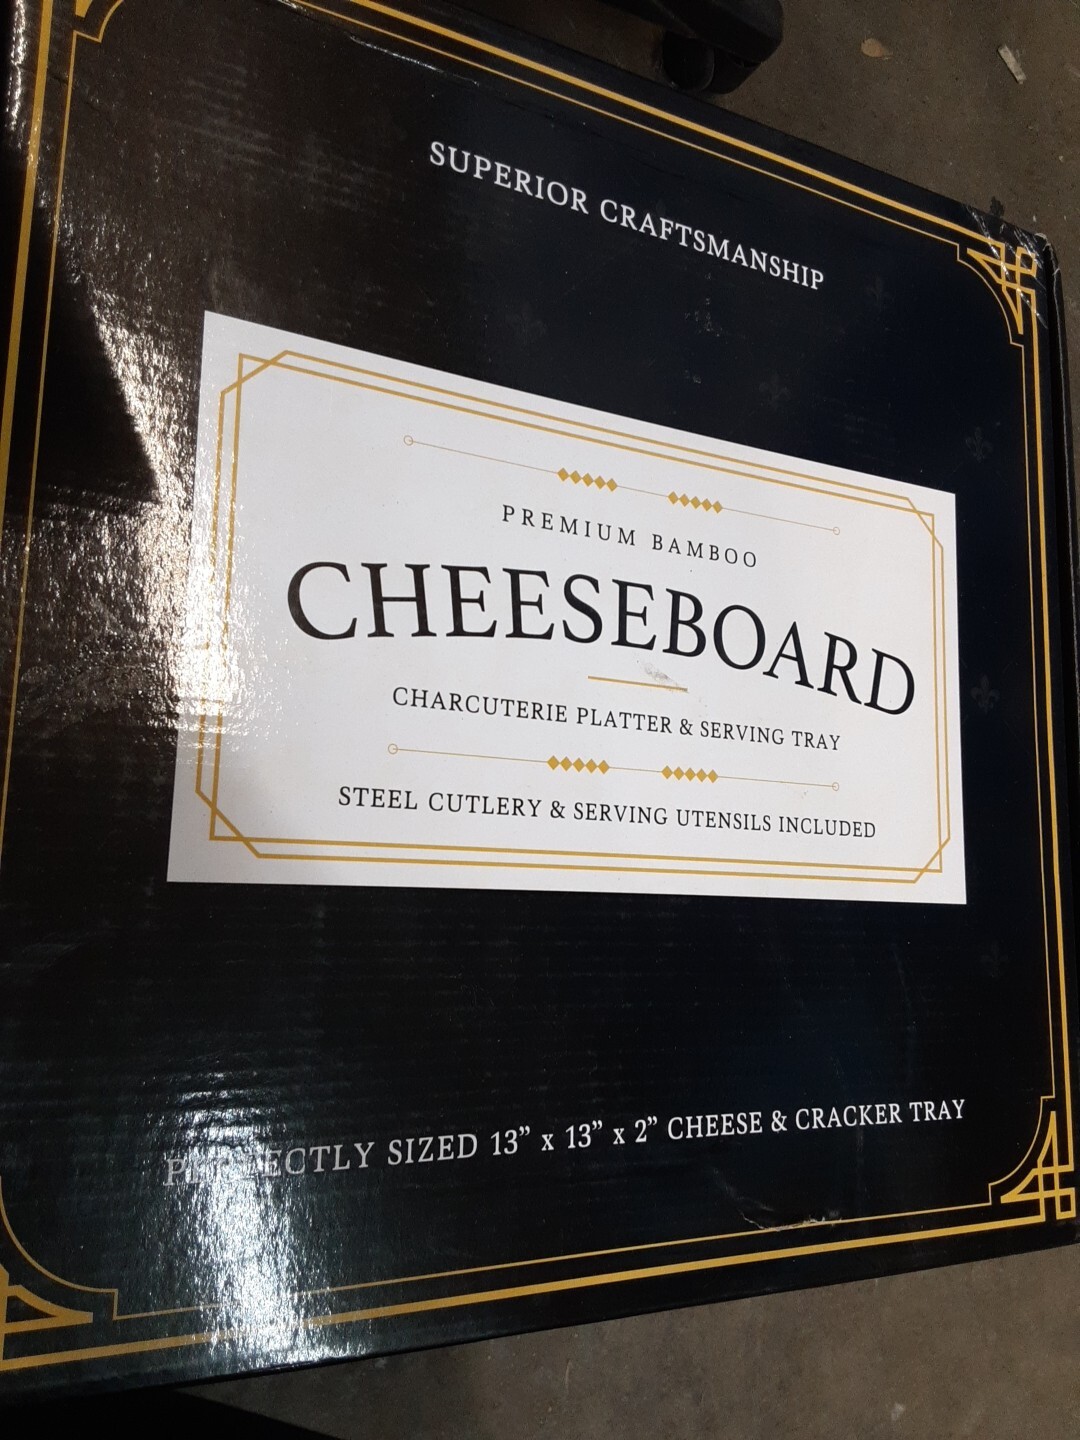 SUPERIOR CRAFTSMANSHIP
PREMIUM BAMBOO
CHEESEBOARD
CHARCUTERIE PLATTER & SERVING TRAY
STEEL CUTLERY & SERVING UTENSILS INCLUDED
PERFECTLY SIZED 13” x 13” x 2” CHEESE & CRACKER TRAY